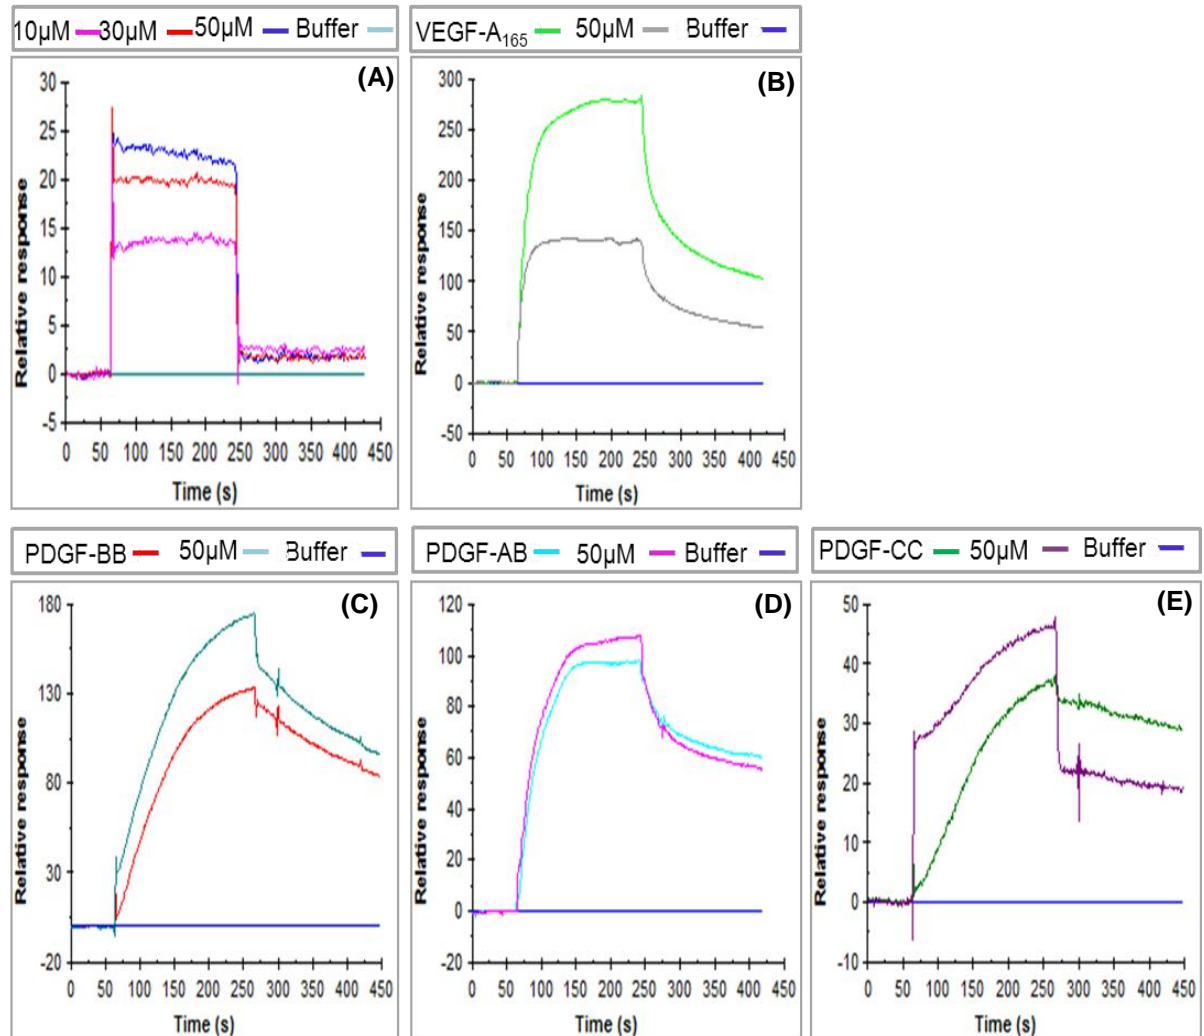 10µM 30µM 50µM Buffer
VEGF-A₁₆₅ 50µM Buffer
(A)
30
25
20
15
10
5
0
-5
Relative response
0 50 100 150 200 250 300 350 400 450
Time (s)
(B)
300
250
200
150
100
50
0
-50
Relative response
0 50 100 150 200 250 300 350 400 450
Time (s)
PDGF-BB 50µM Buffer
PDGF-AB 50µM Buffer
PDGF-CC 50µM Buffer
(C)
180
130
80
30
-20
Relative response
0 50 100 150 200 250 300 350 400 450
Time (s)
(D)
120
100
80
60
40
20
0
-20
Relative response
0 50 100 150 200 250 300 350 400 450
Time (s)
(E)
50
40
30
20
10
0
-10
Relative response
0 50 100 150 200 250 300 350 400 450
Time (s)